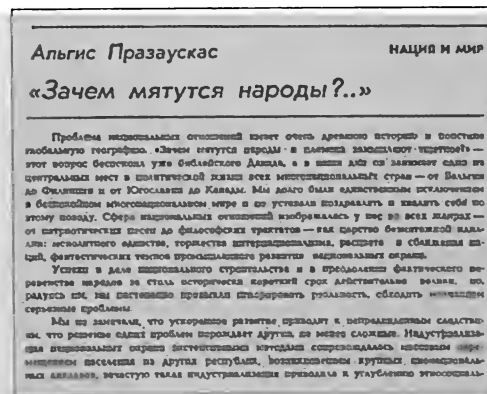 Альгис Празаускас
НАЦИЯ И МИР
«Зачем мятутся народы?..»
Проблема национальных отношений имеет очень древнюю историю и поистине
глобальную географию. «Зачем мятутся народы и племена замышляют тщетное?» —
этот вопрос беспокоил уже библейского Давида, а в наши дни он занимает одно из
центральных мест в политической жизни всех многонациональных стран — от Бельгии
до Филиппин и от Югославии до Канады. Мы долго были единственным исключением
в беспокойном многонациональном мире и не уставали поздравлять и хвалить себя по
этому поводу. Сфера национальных отношений изображалась у нас во всех жанрах —
от патриотических песен до философских трактатов — как царство безмятежной идил-
лии: монолитного единства, торжества интернационализма, расцвета и сближения на-
ций, фантастических темпов промышленного развития национальных окраин.
Успехи в деле национального строительства и в преодолении фактического не-
равенства народов за столь исторически короткий срок действительно велики, но,
радуясь им, мы постепенно привыкли игнорировать реальность, обходить молчанием
серьезные проблемы.
Мы не замечали, что ускоренное развитие приводит к непредвиденным следстви-
ям, что решение одних проблем порождает другие, не менее сложные. Индустриализа-
ция национальных окраин экстенсивными методами сопровождалась массовым пере-
мещением населения из других республик, возникновением крупных инонациональ-
ных анклавов, зачастую такая индустриализация приводила к углублению этносоциаль-